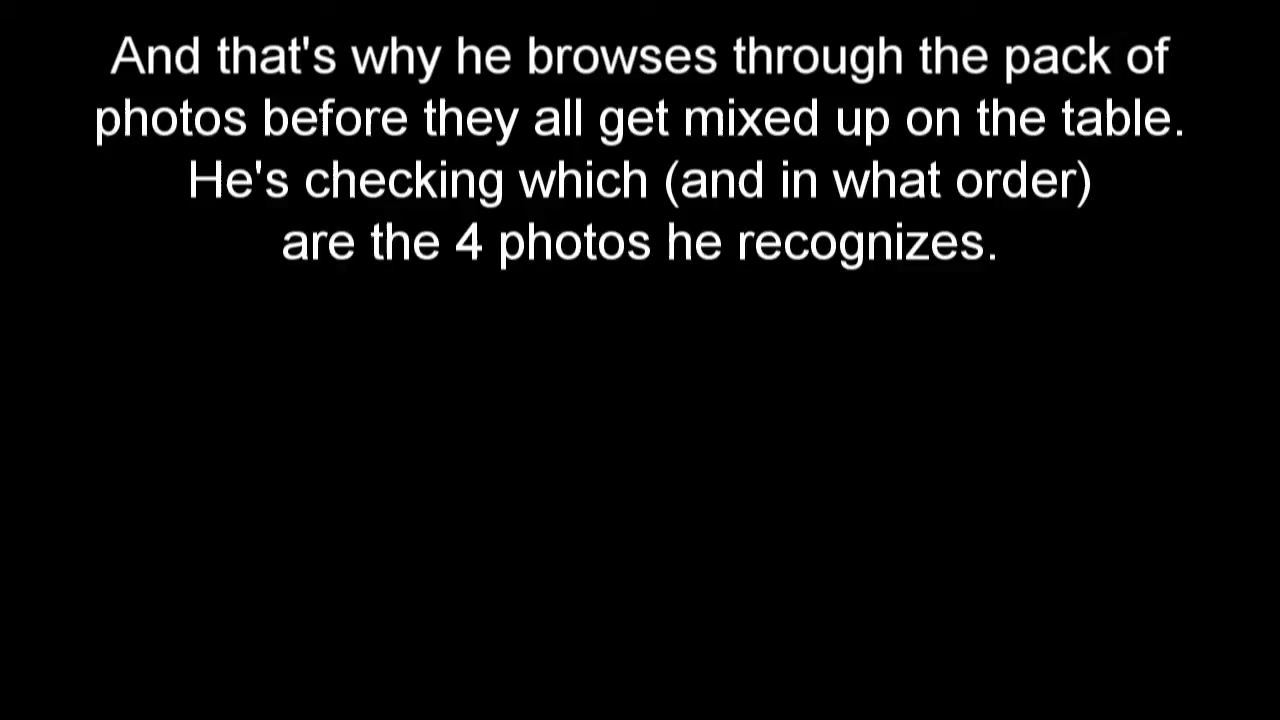 And that's why he browses through the pack of
photos before they all get mixed up on the table.
He's checking which (and in what order)
are the 4 photos he recognizes.